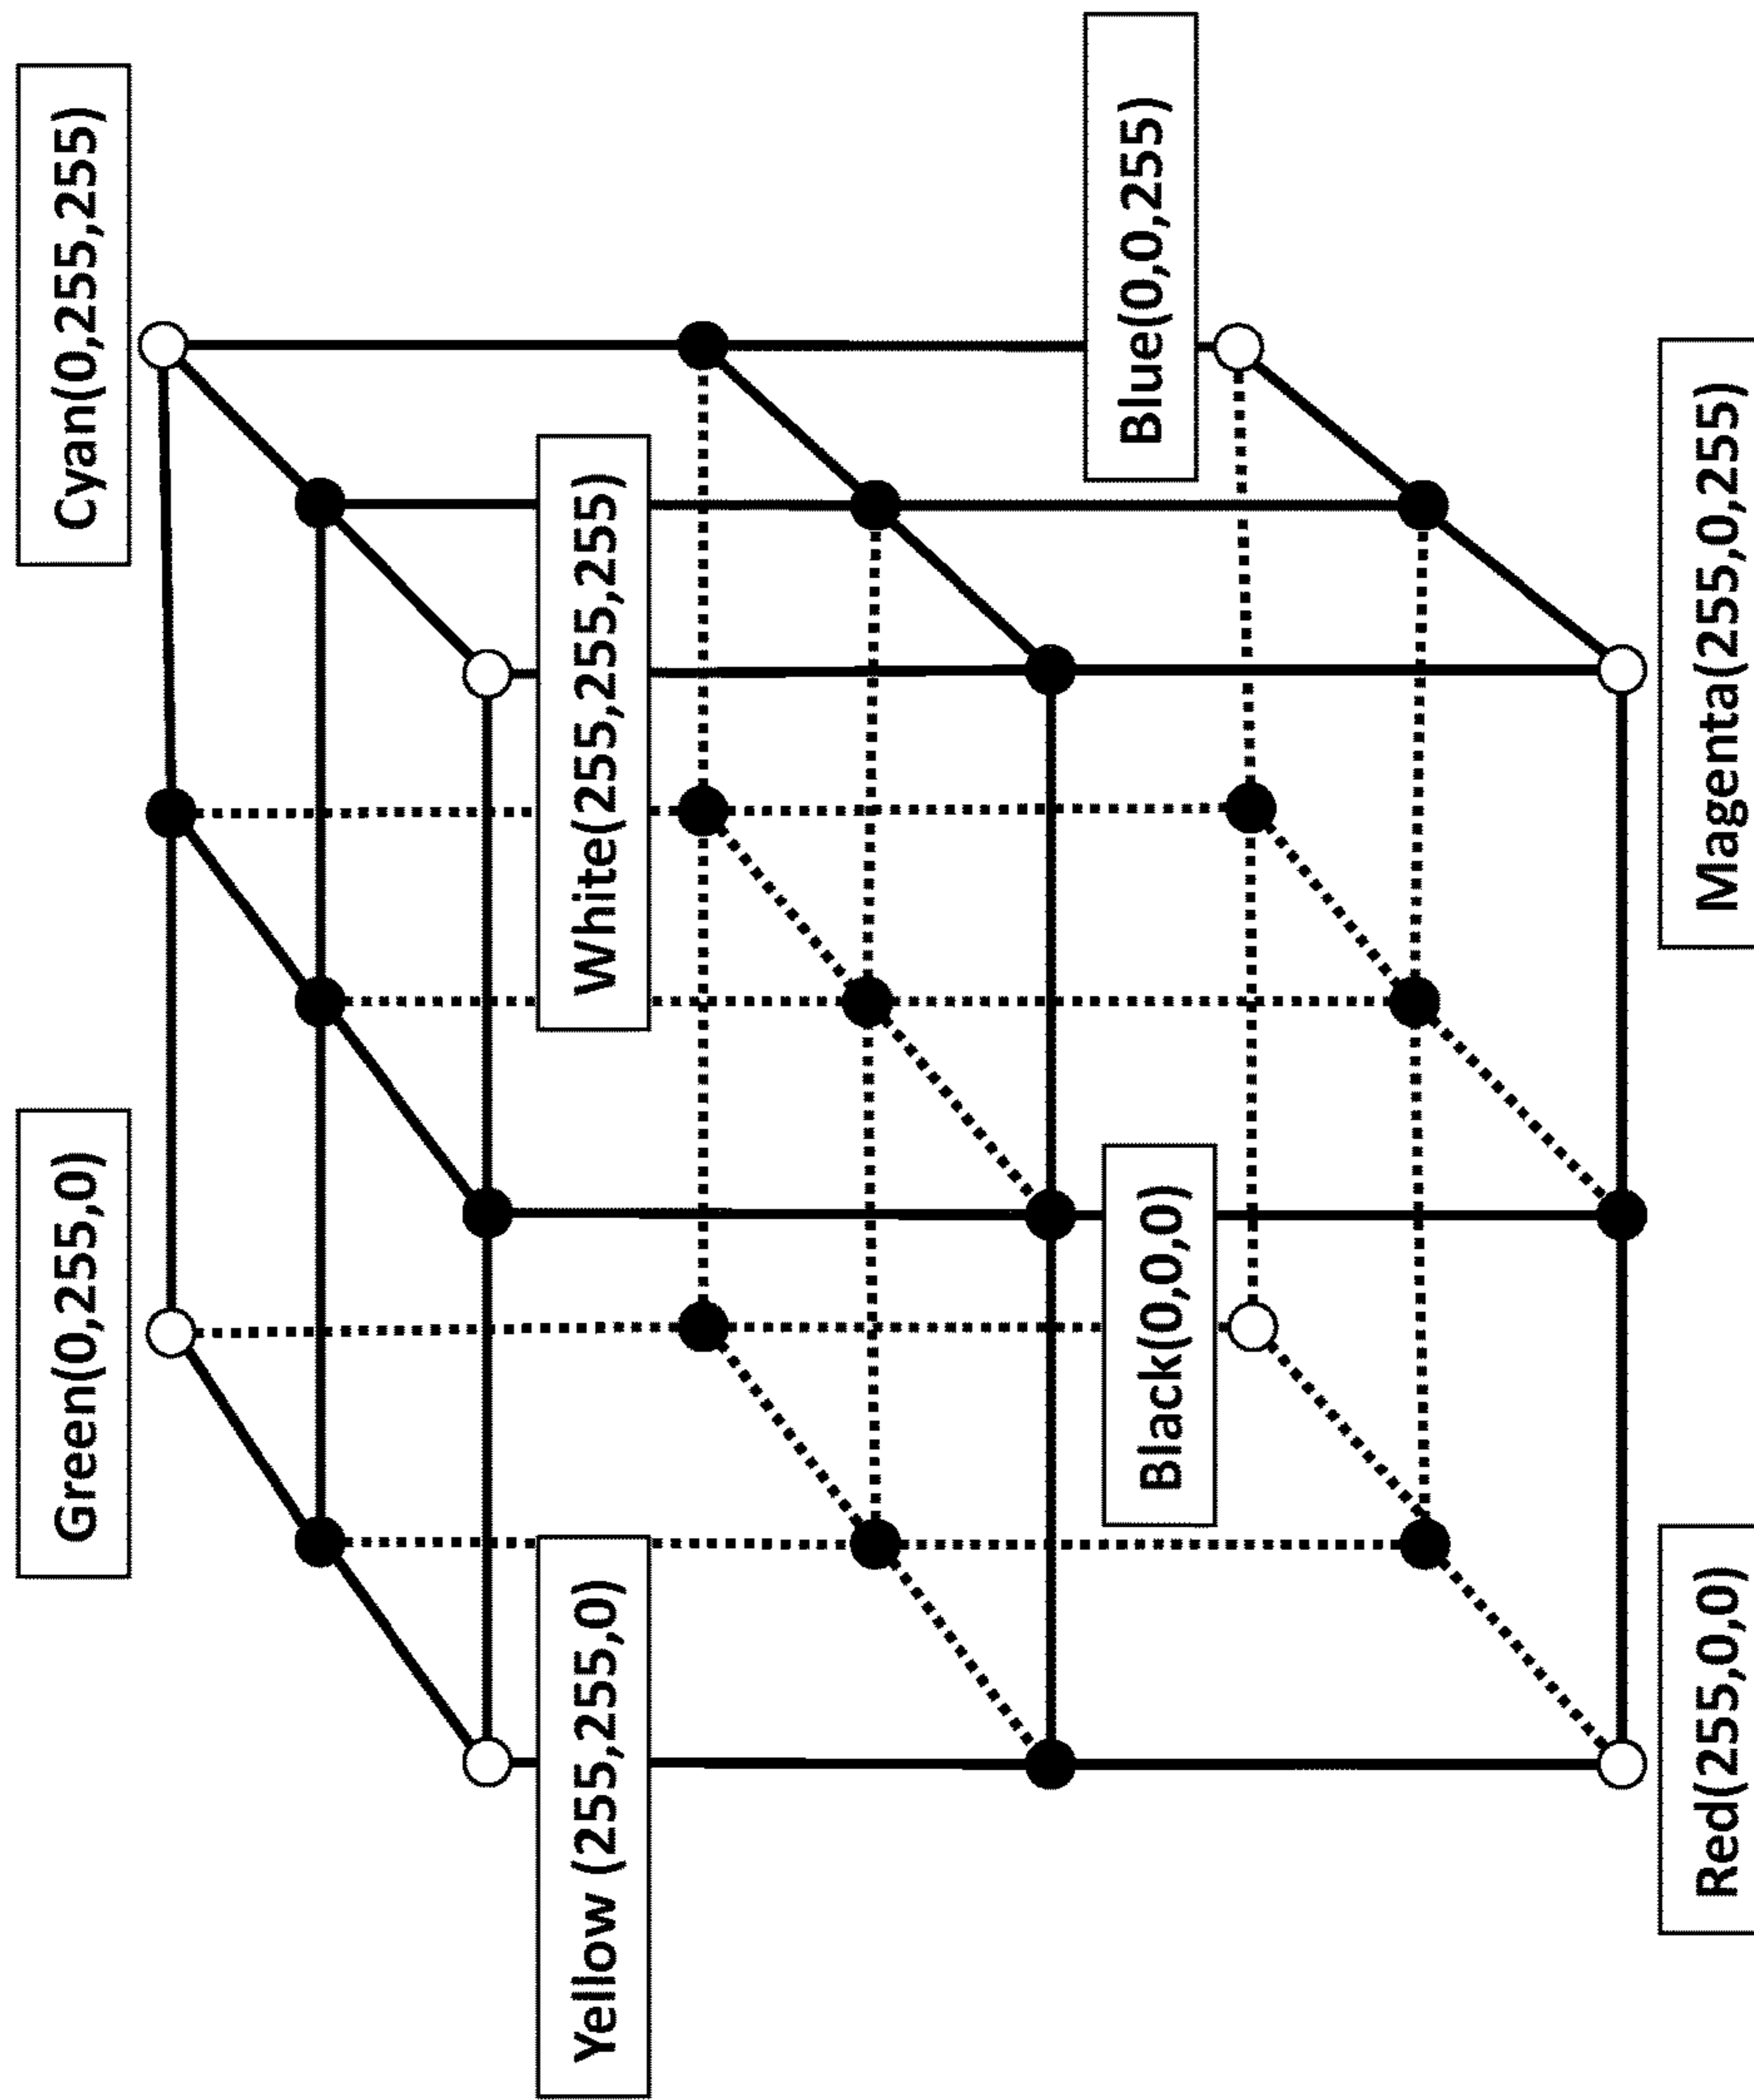 Green(0,255,0)
Cyan(0,255,255)
Yellow (255,255,0)
White(255,255,255)
Black(0,0,0)
Blue(0,0,255)
Red(255,0,0)
Magenta(255,0,255)